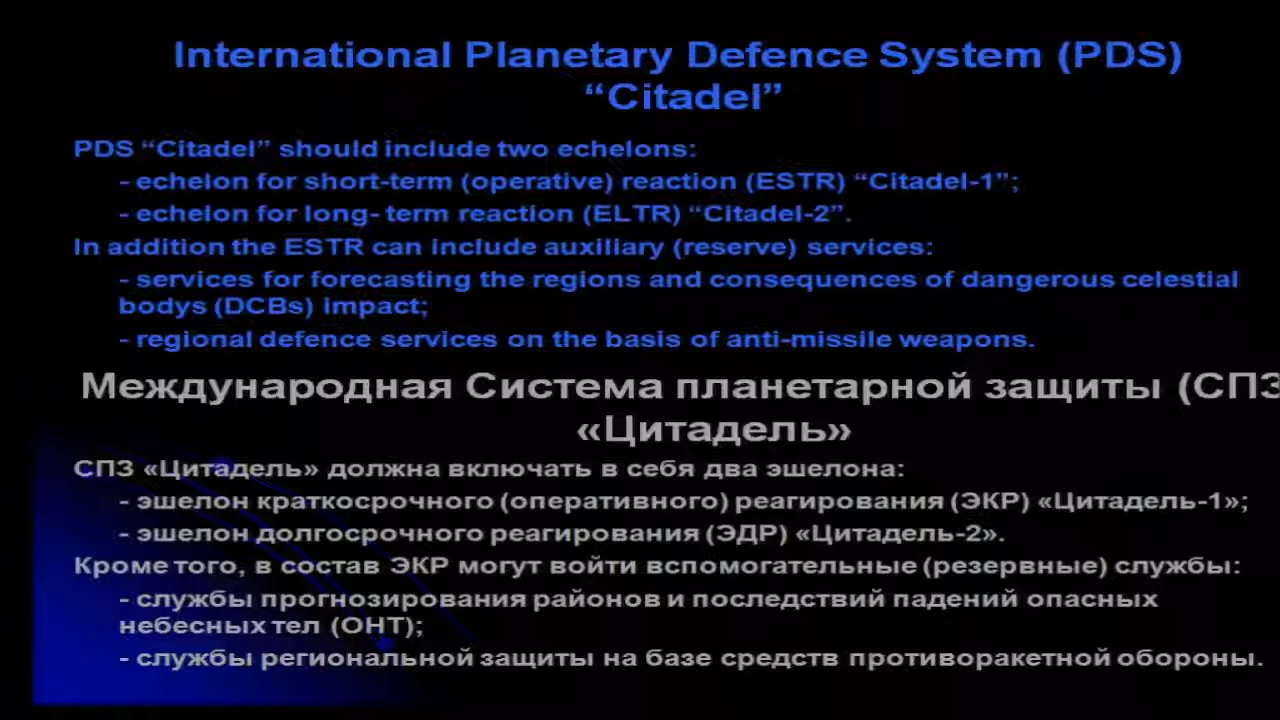 International Planetary Defence System (PDS)
“Citadel”
PDS “Citadel” should include two echelons:
- echelon for short-term (operative) reaction (ESTR) “Citadel-1”;
- echelon for long- term reaction (ELTR) “Citadel-2”.
In addition the ESTR can include auxiliary (reserve) services:
- services for forecasting the regions and consequences of dangerous celestial
bodys (DCBs) impact;
- regional defence services on the basis of anti-missile weapons.
Международная Система планетарной защиты (СПЗ
«Цитадель»
СПЗ «Цитадель» должна включать в себя два эшелона:
- эшелон краткосрочного (оперативного) реагирования (ЭКР) «Цитадель-1»;
- эшелон долгосрочного реагирования (ЭДР) «Цитадель-2».
Кроме того, в состав ЭКР могут войти вспомогательные (резервные) службы:
- службы прогнозирования районов и последствий падений опасных
небесных тел (ОНТ);
- службы региональной защиты на базе средств противоракетной обороны.